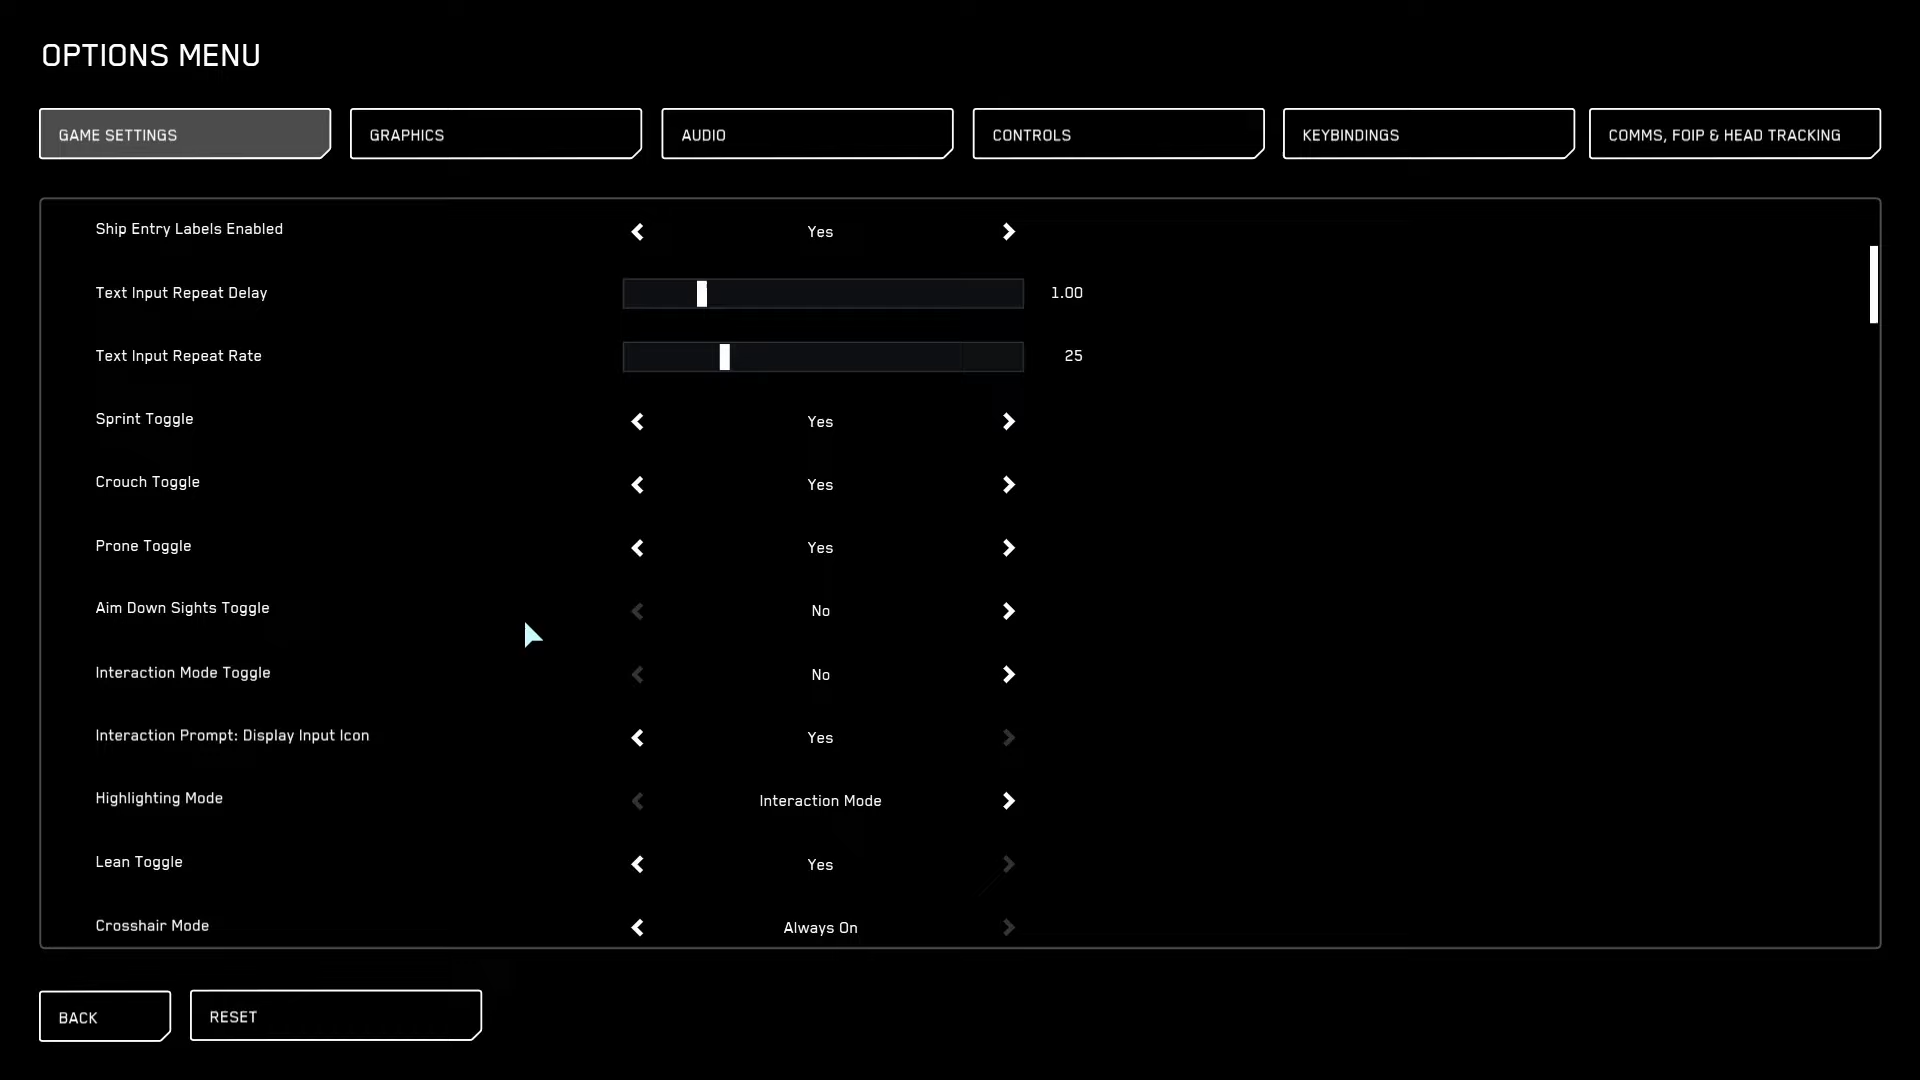 OPTIONS MENU
GAME SETTINGS
GRAPHICS
AUDIO
CONTROLS
KEYBINDINGS
COMMS, FOIP & HEAD TRACKING
Ship Entry Labels Enabled
Yes
Text Input Repeat Delay
1.00
Text Input Repeat Rate
25
Sprint Toggle
Yes
Crouch Toggle
Yes
Prone Toggle
Yes
Aim Down Sights Toggle
No
Interaction Mode Toggle
No
Interaction Prompt: Display Input Icon
Yes
Highlighting Mode
Interaction Mode
Lean Toggle
Yes
Crosshair Mode
Always On
BACK
RESET